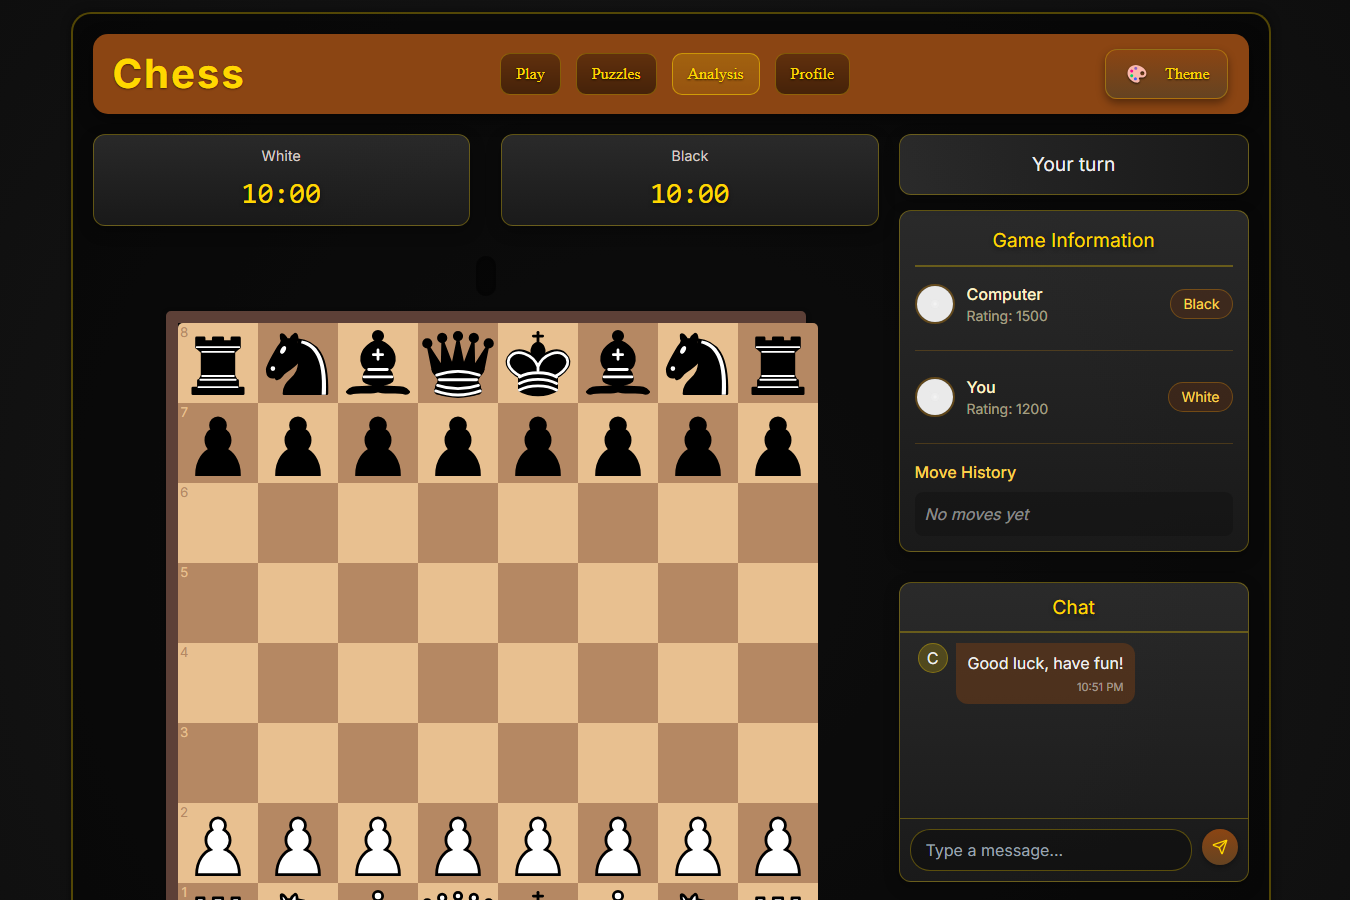 Chess
Play
Puzzles
Analysis
Profile
Theme
White
10:00
Black
10:00
Your turn
Game Information
Computer
Rating: 1500
Black
You
Rating: 1200
White
Move History
No moves yet
Chat
C
Good luck, have fun!
10:51 PM
Type a message...
8
7
6
5
4
3
2
1